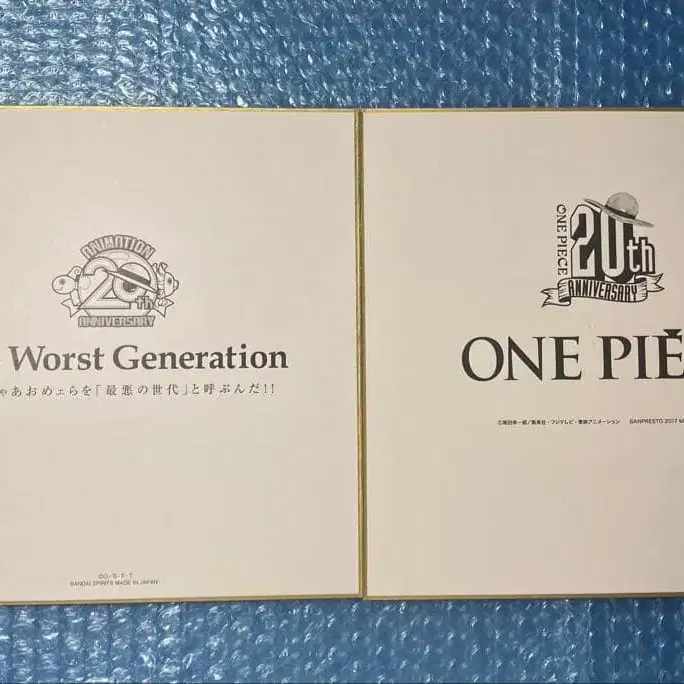 ANIMATION
20th
ANNIVERSARY
Worst Generation
ゃあおめェらを「最悪の世代」と呼ぶんだ!!
©O/S・F・T
BANDAI SPIRITS MADE IN JAPAN
ONE PIECE
20th
ANNIVERSARY
ONE PIE
©尾田栄一郎/集英社・フジテレビ・東映アニメーション BANPRESTO 2017 M